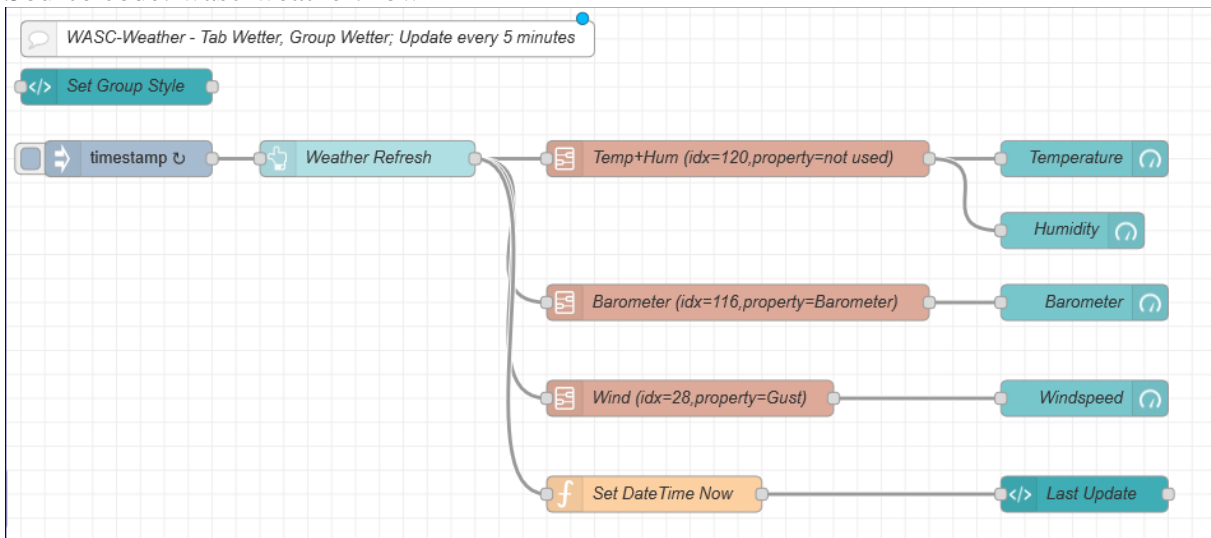 WASC-Weather - Tab Wetter, Group Wetter; Update every 5 minutes
Set Group Style
timestamp ↻
Weather Refresh
Temp+Hum (idx=120,property=not used)
Temperature
Humidity
Barometer (idx=116,property=Barometer)
Barometer
Wind (idx=28,property=Gust)
Windspeed
Set DateTime Now
Last Update